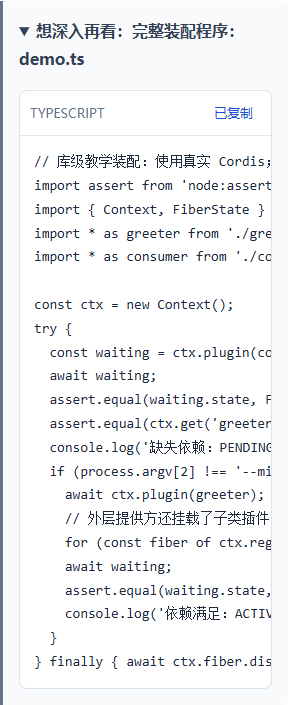 ▼ 想深入再看：完整装配程序：
demo.ts
TYPESCRIPT 已复制
// 库级教学装配：使用真实 Cordis；
import assert from 'node:assert
import { Context, FiberState }
import * as greeter from './gre
import * as consumer from './co
const ctx = new Context();
try {
  const waiting = ctx.plugin(co
  await waiting;
  assert.equal(waiting.state, F
  assert.equal(ctx.get('greeter
  console.log('缺失依赖：PENDING
  if (process.argv[2] !== '--mi
    await ctx.plugin(greeter);
    // 外层提供方还挂载了子类插件
    for (const fiber of ctx.reg
    await waiting;
    assert.equal(waiting.state,
    console.log('依赖满足：ACTIV
  }
} finally { await ctx.fiber.dis